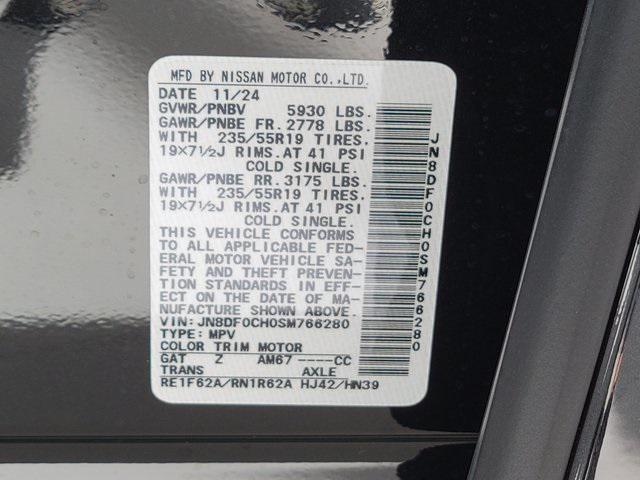 MFD BY NISSAN MOTOR CO.,LTD.
DATE 11/24
GVWR/PNBV 5930 LBS.
GAWR/PNBE FR. 2778 LBS.
WITH 235/55R19 TIRES.
19×7½J RIMS.AT 41 PSI
COLD SINGLE.
GAWR/PNBE RR. 3175 LBS.
WITH 235/55R19 TIRES.
19×7½J RIMS.AT 41 PSI
COLD SINGLE.
THIS VEHICLE CONFORMS
TO ALL APPLICABLE FED-
ERAL MOTOR VEHICLE SA-
FETY AND THEFT PREVEN-
TION STANDARDS IN EFF-
ECT ON THE DATE OF MA-
NUFACTURE SHOWN ABOVE.
VIN: JN8DF0CH0SM766280
TYPE: MPV
COLOR TRIM MOTOR
GAT Z AM67 ----CC
TRANS AXLE
RE1F62A/RN1R62A HJ42/HN39
JN8DF0CH0SM766280